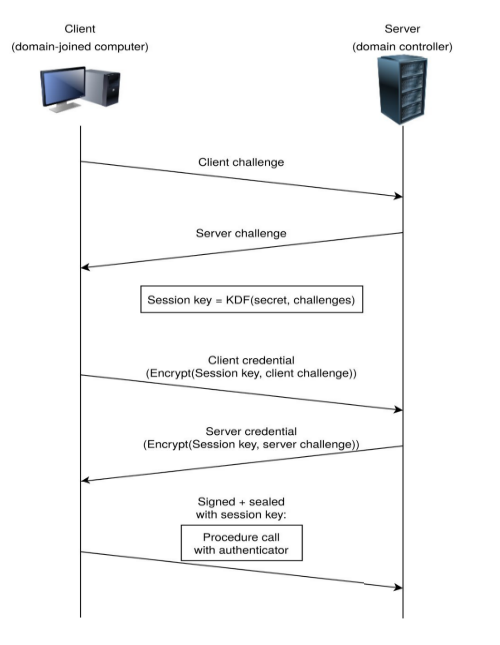 Client
(domain-joined computer)
Server
(domain controller)
Client challenge
Server challenge
Session key = KDF(secret, challenges)
Client credential
(Encrypt(Session key, client challenge))
Server credential
(Encrypt(Session key, server challenge))
Signed + sealed
with session key:
Procedure call
with authenticator